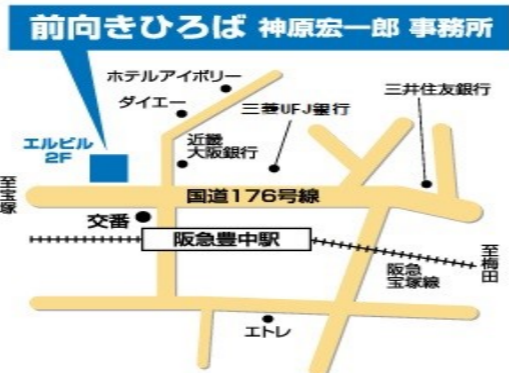 前向きひろば 神原宏一郎 事務所
ホテルアイボリー
ダイエー
三菱UFJ銀行
三井住友銀行
エルビル
2F
近畿
大阪銀行
至宝塚
国道176号線
交番
阪急豊中駅
至梅田
阪急
宝塚線
エトレ